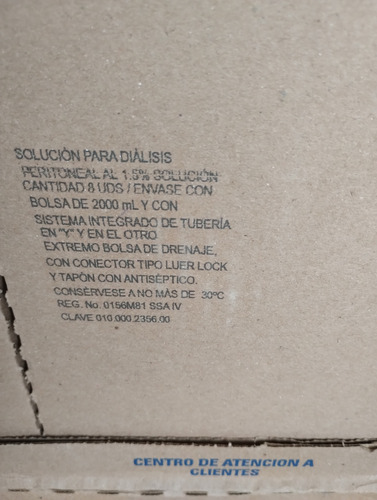 SOLUCIÓN PARA DIÁLISIS
PERITONEAL AL 1.5% SOLUCIÓN
CANTIDAD 8 UDS / ENVASE CON
BOLSA DE 2000 mL Y CON
SISTEMA INTEGRADO DE TUBERÍA
EN "Y" Y EN EL OTRO
EXTREMO BOLSA DE DRENAJE,
CON CONECTOR TIPO LUER LOCK
Y TAPÓN CON ANTISÉPTICO.
CONSÉRVESE A NO MÁS DE 30ºC
REG. No. 0156M81 SSA IV
CLAVE 010.000.2356.00
CENTRO DE ATENCION A
CLIENTES